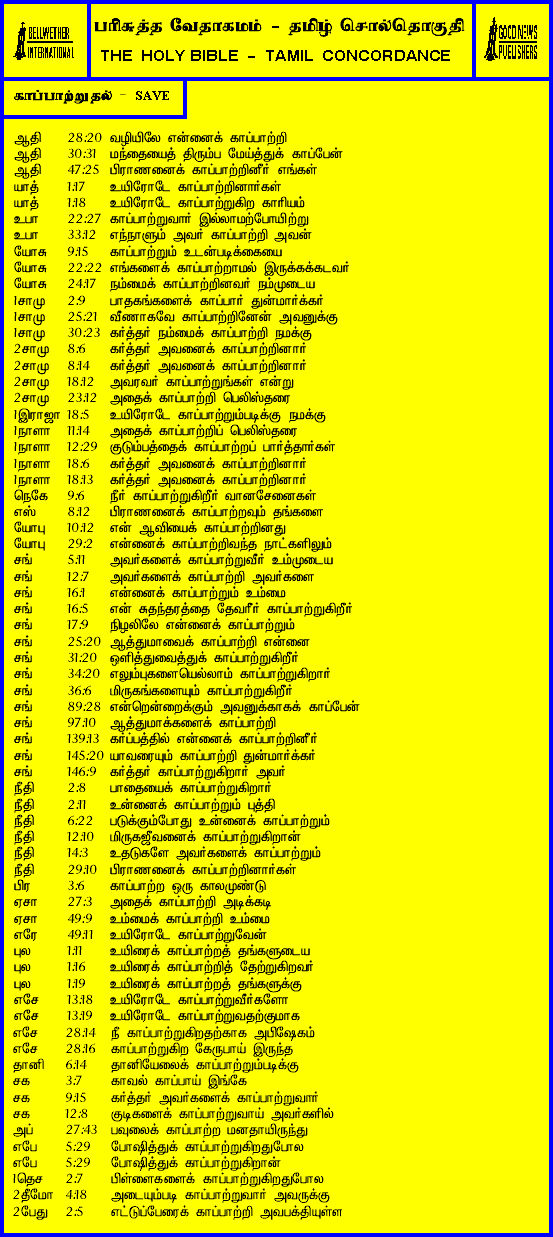 BELLWETHER
INTERNATIONAL
பரிசுத்த வேதாகமம் - தமிழ் சொல்தொகுதி
THE HOLY BIBLE - TAMIL CONCORDANCE
GOOD NEWS
PUBLISHERS
காப்பாற்றுதல் - SAVE
ஆதி 28:20 வழியிலே என்னைக் காப்பாற்றி
ஆதி 30:31 மந்தையைத் திரும்ப மேய்த்துக் காப்பேன்
ஆதி 47:25 பிராணனைக் காப்பாற்றினீர் எங்கள்
யாத் 1:17 உயிரோடே காப்பாற்றினார்கள்
யாத் 1:18 உயிரோடே காப்பாற்றுகிற காரியம்
உபா 22:27 காப்பாற்றுவார் இல்லாமற்போயிற்று
உபா 33:12 எந்நாளும் அவர் காப்பாற்றி அவன்
யோசு 9:15 காப்பாற்றும் உடன்படிக்கையை
யோசு 22:22 எங்களைக் காப்பாற்றாமல் இருக்கக்கடவர்
யோசு 24:17 நம்மைக் காப்பாற்றினவர் நம்முடைய
1சாமு 2:9 பாதகங்களைக் காப்பார் துன்மார்க்கர்
1சாமு 25:21 வீணாகவே காப்பாற்றினேன் அவனுக்கு
1சாமு 30:23 கர்த்தர் நம்மைக் காப்பாற்றி நமக்கு
2சாமு 8:6 கர்த்தர் அவனைக் காப்பாற்றினார்
2சாமு 8:14 கர்த்தர் அவனைக் காப்பாற்றினார்
2சாமு 18:12 அவரவர் காப்பாற்றுங்கள் என்று
2சாமு 23:12 அதைக் காப்பாற்றி பெலிஸ்தரை
1இராஜா 18:5 உயிரோடே காப்பாற்றும்படிக்கு நமக்கு
1நாளா 11:14 அதைக் காப்பாற்றிப் பெலிஸ்தரை
1நாளா 12:29 குடும்பத்தைக் காப்பாற்றப் பார்த்தார்கள்
1நாளா 18:6 கர்த்தர் அவனைக் காப்பாற்றினார்
1நாளா 18:13 கர்த்தர் அவனைக் காப்பாற்றினார்
நெகே 9:6 நீர் காப்பாற்றுகிறீர் வானசேனைகள்
எஸ் 8:12 பிராணனைக் காப்பாற்றவும் தங்களை
யோபு 10:12 என் ஆவியைக் காப்பாற்றினது
யோபு 29:2 என்னைக் காப்பாற்றிவந்த நாட்களிலும்
சங் 5:11 அவர்களைக் காப்பாற்றுவீர் உம்முடைய
சங் 12:7 அவர்களைக் காப்பாற்றி அவர்களை
சங் 16:1 என்னைக் காப்பாற்றும் உம்மை
சங் 16:5 என் சுதந்தரத்தை தேவரீர் காப்பாற்றுகிறீர்
சங் 17:9 நிழலிலே என்னைக் காப்பாற்றும்
சங் 25:20 ஆத்துமாவைக் காப்பாற்றி என்னை
சங் 31:20 ஒளித்துவைத்துக் காப்பாற்றுகிறீர்
சங் 34:20 எலும்புகளையெல்லாம் காப்பாற்றுகிறார்
சங் 36:6 மிருகங்களையும் காப்பாற்றுகிறீர்
சங் 89:28 என்றென்றைக்கும் அவனுக்காகக் காப்பேன்
சங் 97:10 ஆத்துமாக்களைக் காப்பாற்றி
சங் 139:13 கர்ப்பத்தில் என்னைக் காப்பாற்றினீர்
சங் 145:20 யாவரையும் காப்பாற்றி துன்மார்க்கர்
சங் 146:9 கர்த்தர் காப்பாற்றுகிறார் அவர்
நீதி 2:8 பாதையைக் காப்பாற்றுகிறார்
நீதி 2:11 உன்னைக் காப்பாற்றும் புத்தி
நீதி 6:22 படுக்கும்போது உன்னைக் காப்பாற்றும்
நீதி 12:10 மிருகஜீவனைக் காப்பாற்றுகிறான்
நீதி 14:3 உதடுகளே அவர்களைக் காப்பாற்றும்
நீதி 29:10 பிராணனைக் காப்பாற்றினார்கள்
பிர 3:6 காப்பாற்ற ஒரு காலமுண்டு
ஏசா 27:3 அதைக் காப்பாற்றி அடிக்கடி
ஏசா 49:9 உம்மைக் காப்பாற்றி உம்மை
எரே 49:11 உயிரோடே காப்பாற்றுவேன்
புல 1:11 உயிரைக் காப்பாற்றத் தங்களுடைய
புல 1:16 உயிரைக் காப்பாற்றித் தேற்றுகிறவர்
புல 1:19 உயிரைக் காப்பாற்றத் தங்களுக்கு
எசே 13:18 உயிரோடே காப்பாற்றுவீர்களோ
எசே 13:19 உயிரோடே காப்பாற்றுவதற்குமாக
எசே 28:14 நீ காப்பாற்றுகிறதற்காக அபிஷேகம்
எசே 28:16 காப்பாற்றுகிற கேருபாய் இருந்த
தானி 6:14 தானியேலைக் காப்பாற்றும்படிக்கு
சக 3:7 காவல் காப்பாய் இங்கே
சக 9:15 கர்த்தர் அவர்களைக் காப்பாற்றுவார்
சக 12:8 குடிகளைக் காப்பாற்றுவாய் அவர்களில்
அப் 27:43 பவுலைக் காப்பாற்ற மனதாயிருந்து
எபே 5:29 போஷித்துக் காப்பாற்றுகிறதுபோல
எபே 5:29 போஷித்துக் காப்பாற்றுகிறான்
1தெச 2:7 பிள்ளைகளைக் காப்பாற்றுகிறதுபோல
2தீமோ 4:18 அடையும்படி காப்பாற்றுவார் அவருக்கு
2பேது 2:5 எட்டுப்பேரைக் காப்பாற்றி அவபக்தியுள்ள